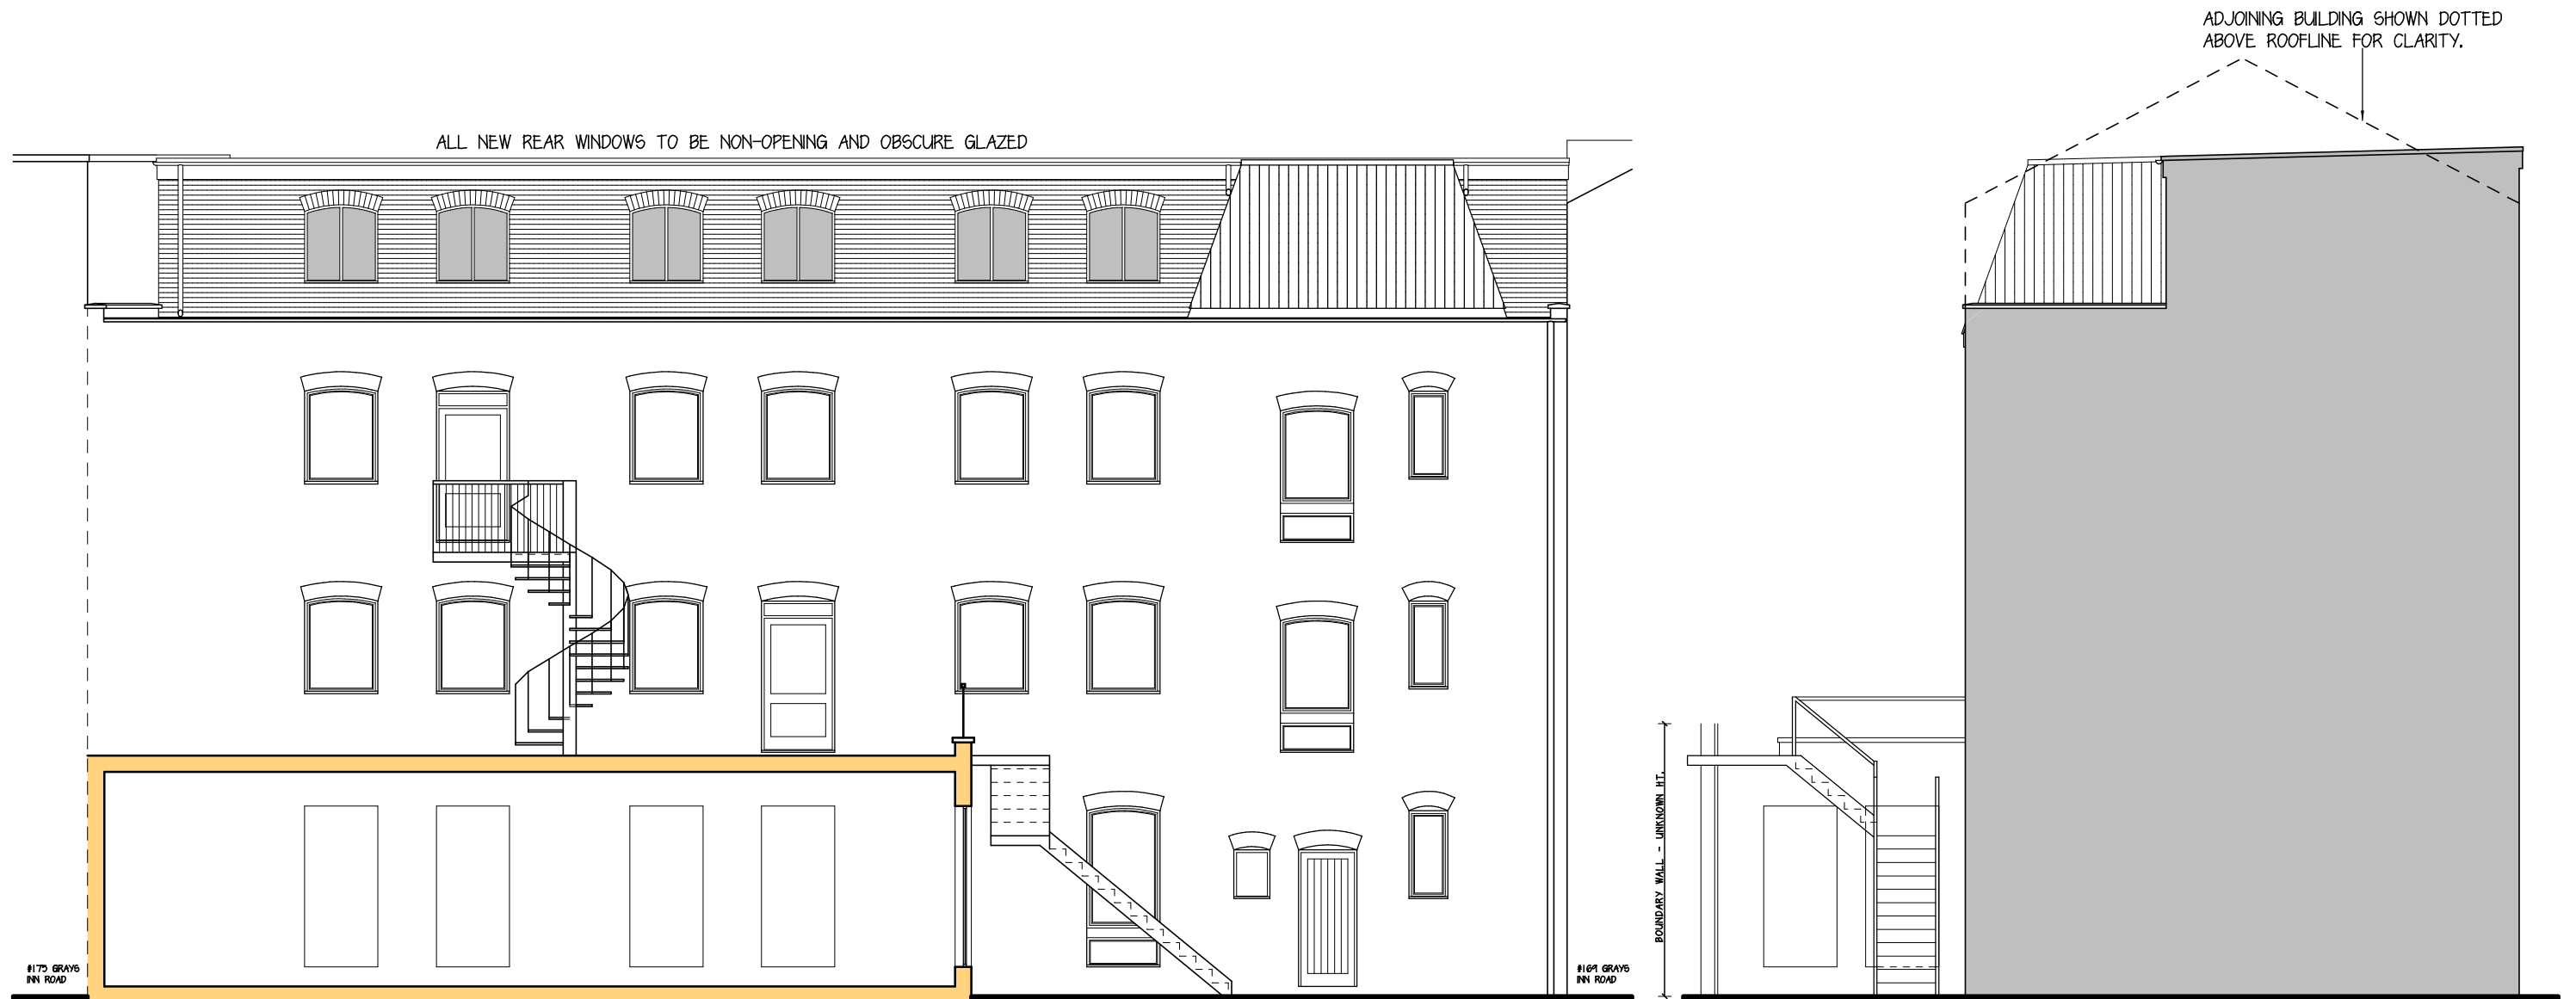 ADJOINING BUILDING SHOWN DOTTED
ABOVE ROOFLINE FOR CLARITY.
ALL NEW REAR WINDOWS TO BE NON-OPENING AND OBSCURE GLAZED
BOUNDARY WALL - UNKNOWN HT.
#173 GRAYS
INN ROAD
#169 GRAYS
INN ROAD